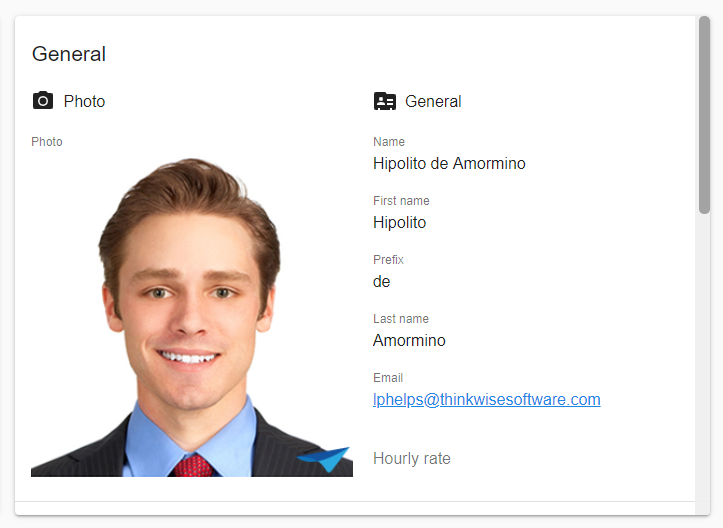 General
Photo
Photo
General
Name
Hipolito de Amormino
First name
Hipolito
Prefix
de
Last name
Amormino
Email
lphelps@thinkwisesoftware.com
Hourly rate